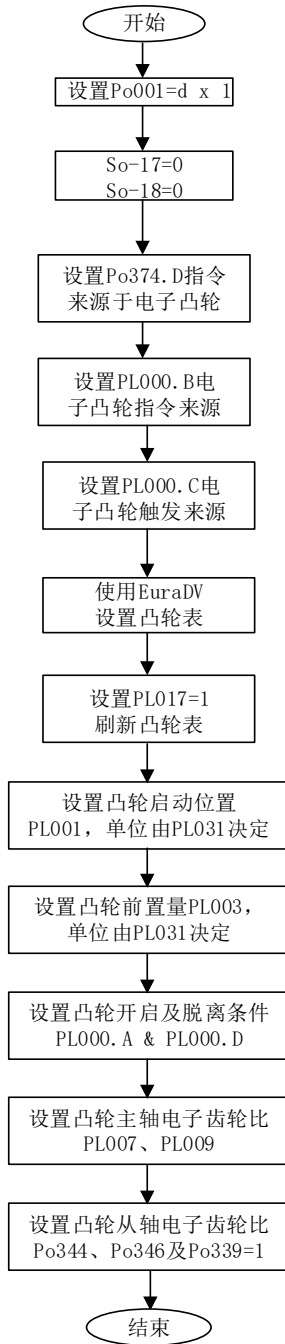 开始
设置Po001=d x 1
So-17=0
So-18=0
设置Po374.D指令
来源于电子凸轮
设置PL000.B电
子凸轮指令来源
设置PL000.C电
子凸轮触发来源
使用EuraDV
设置凸轮表
设置PL017=1
刷新凸轮表
设置凸轮启动位置
PL001，单位由PL031决定
设置凸轮前置量PL003，
单位由PL031决定
设置凸轮开启及脱离条件
PL000.A & PL000.D
设置凸轮主轴电子齿轮比
PL007、PL009
设置凸轮从轴电子齿轮比
Po344、Po346及Po339=1
结束